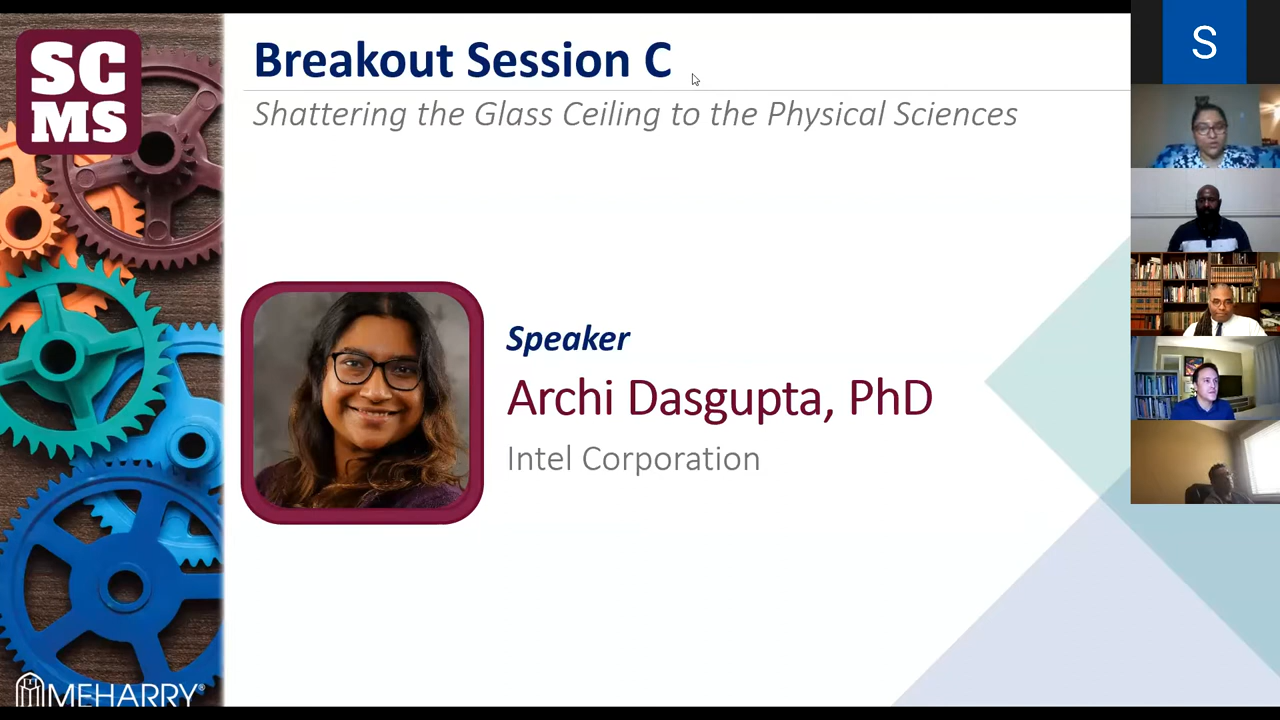 SC
MS
Breakout Session C
Shattering the Glass Ceiling to the Physical Sciences
Speaker
Archi Dasgupta, PhD
Intel Corporation
MEHARRY®
S